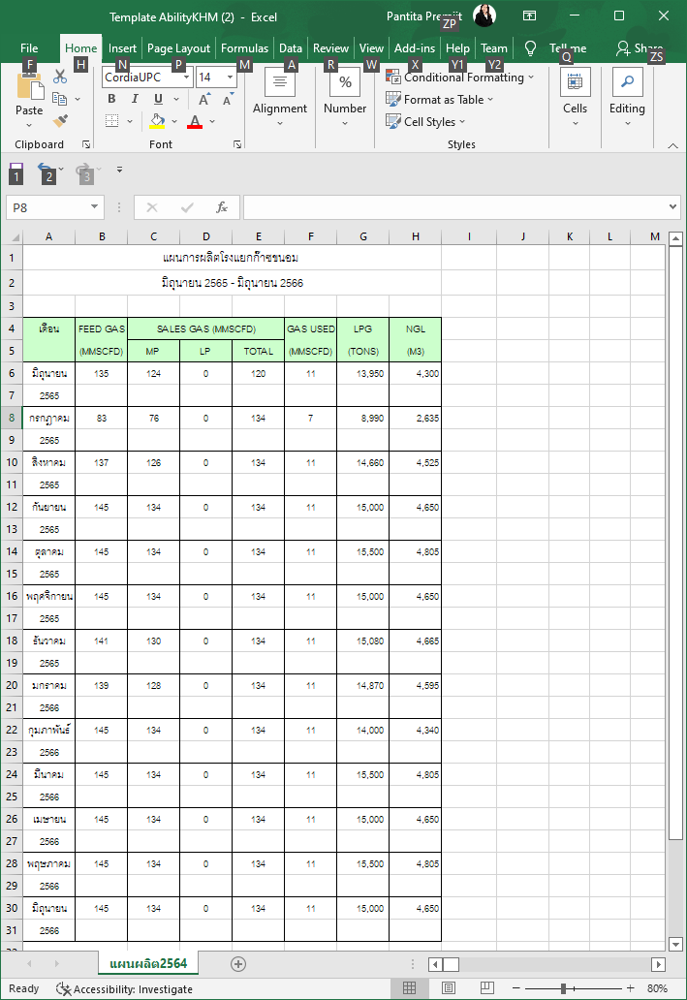 Template AbilityKHM (2) - Excel
Pantita Premjit
ZP
File Home Insert Page Layout Formulas Data Review View Add-ins Help Team Tell me Share
F H N P M A R W X Y1 Y2 Q ZS
Paste
Clipboard
CordiaUPC 14
B I U A A
A
Font
Alignment
%
Number
Conditional Formatting
Format as Table
Cell Styles
Styles
Cells
Editing
1 2 3
P8 fx
A B C D E F G H I J K L M
1 แผนการผลิตโรงแยกก๊าซขนอม
2 มิถุนายน 2565 - มิถุนายน 2566
3
4 เดือน FEED GAS SALES GAS (MMSCFD) GAS USED LPG NGL
5 (MMSCFD) MP LP TOTAL (MMSCFD) (TONS) (M3)
6 มิถุนายน 135 124 0 120 11 13,950 4,300
7 2565
8 กรกฎาคม 83 76 0 134 7 8,990 2,635
9 2565
10 สิงหาคม 137 126 0 134 11 14,660 4,525
11 2565
12 กันยายน 145 134 0 134 11 15,000 4,650
13 2565
14 ตุลาคม 145 134 0 134 11 15,500 4,805
15 2565
16 พฤศจิกายน 145 134 0 134 11 15,000 4,650
17 2565
18 ธันวาคม 141 130 0 134 11 15,080 4,665
19 2565
20 มกราคม 139 128 0 134 11 14,870 4,595
21 2566
22 กุมภาพันธ์ 145 134 0 134 11 14,000 4,340
23 2566
24 มีนาคม 145 134 0 134 11 15,500 4,805
25 2566
26 เมษายน 145 134 0 134 11 15,000 4,650
27 2566
28 พฤษภาคม 145 134 0 134 11 15,500 4,805
29 2566
30 มิถุนายน 145 134 0 134 11 15,000 4,650
31 2566
แผนผลิต2564
Ready Accessibility: Investigate 80%